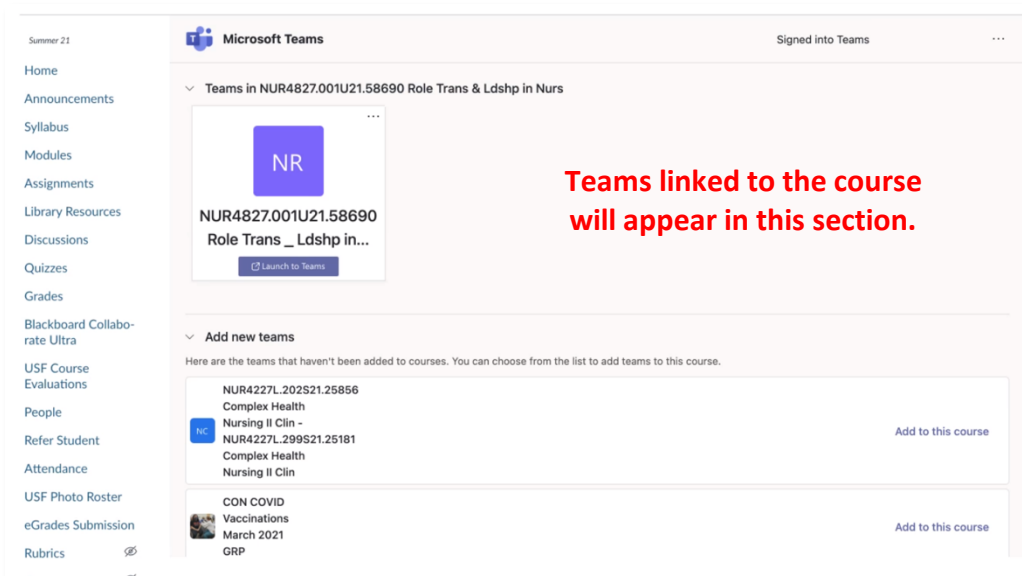 Summer 21
Home
Announcements
Syllabus
Modules
Assignments
Library Resources
Discussions
Quizzes
Grades
Blackboard Collabo-
rate Ultra
USF Course
Evaluations
People
Refer Student
Attendance
USF Photo Roster
eGrades Submission
Rubrics
Microsoft Teams
Signed into Teams
Teams in NUR4827.001U21.58690 Role Trans & Ldshp in Nurs
NR
NUR4827.001U21.58690
Role Trans _ Ldshp in...
Launch to Teams
Teams linked to the course
will appear in this section.
Add new teams
Here are the teams that haven't been added to courses. You can choose from the list to add teams to this course.
NC
NUR4227L.202S21.25856
Complex Health
Nursing II Clin -
NUR4227L.299S21.25181
Complex Health
Nursing II Clin
Add to this course
CON COVID
Vaccinations
March 2021
GRP
Add to this course